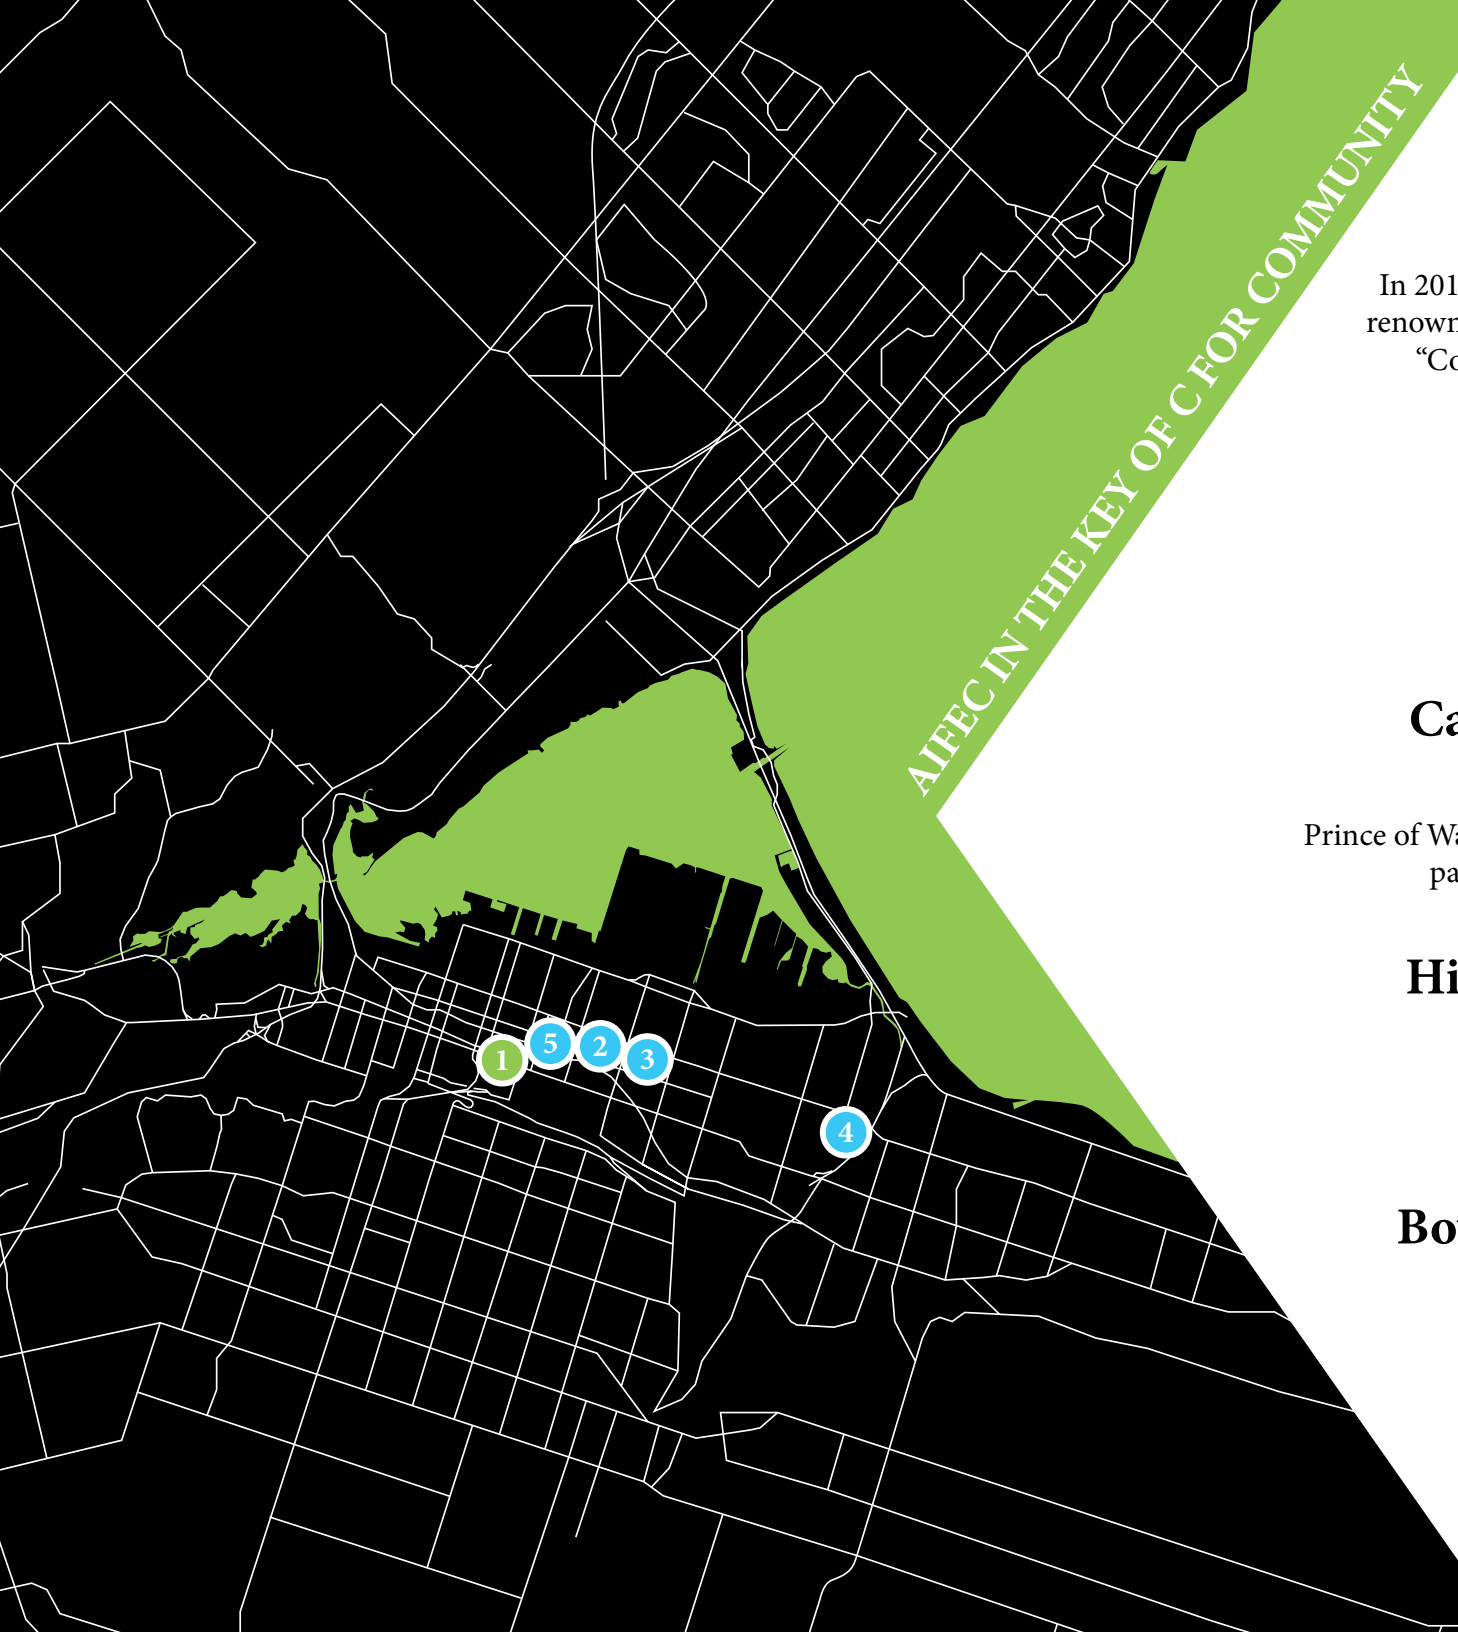 AIFEC IN THE KEY OF C FOR COMMUNITY
In 201
renown
“Co
Ca
Prince of Wa
pa
Hi
Bo
1
5
2
3
4